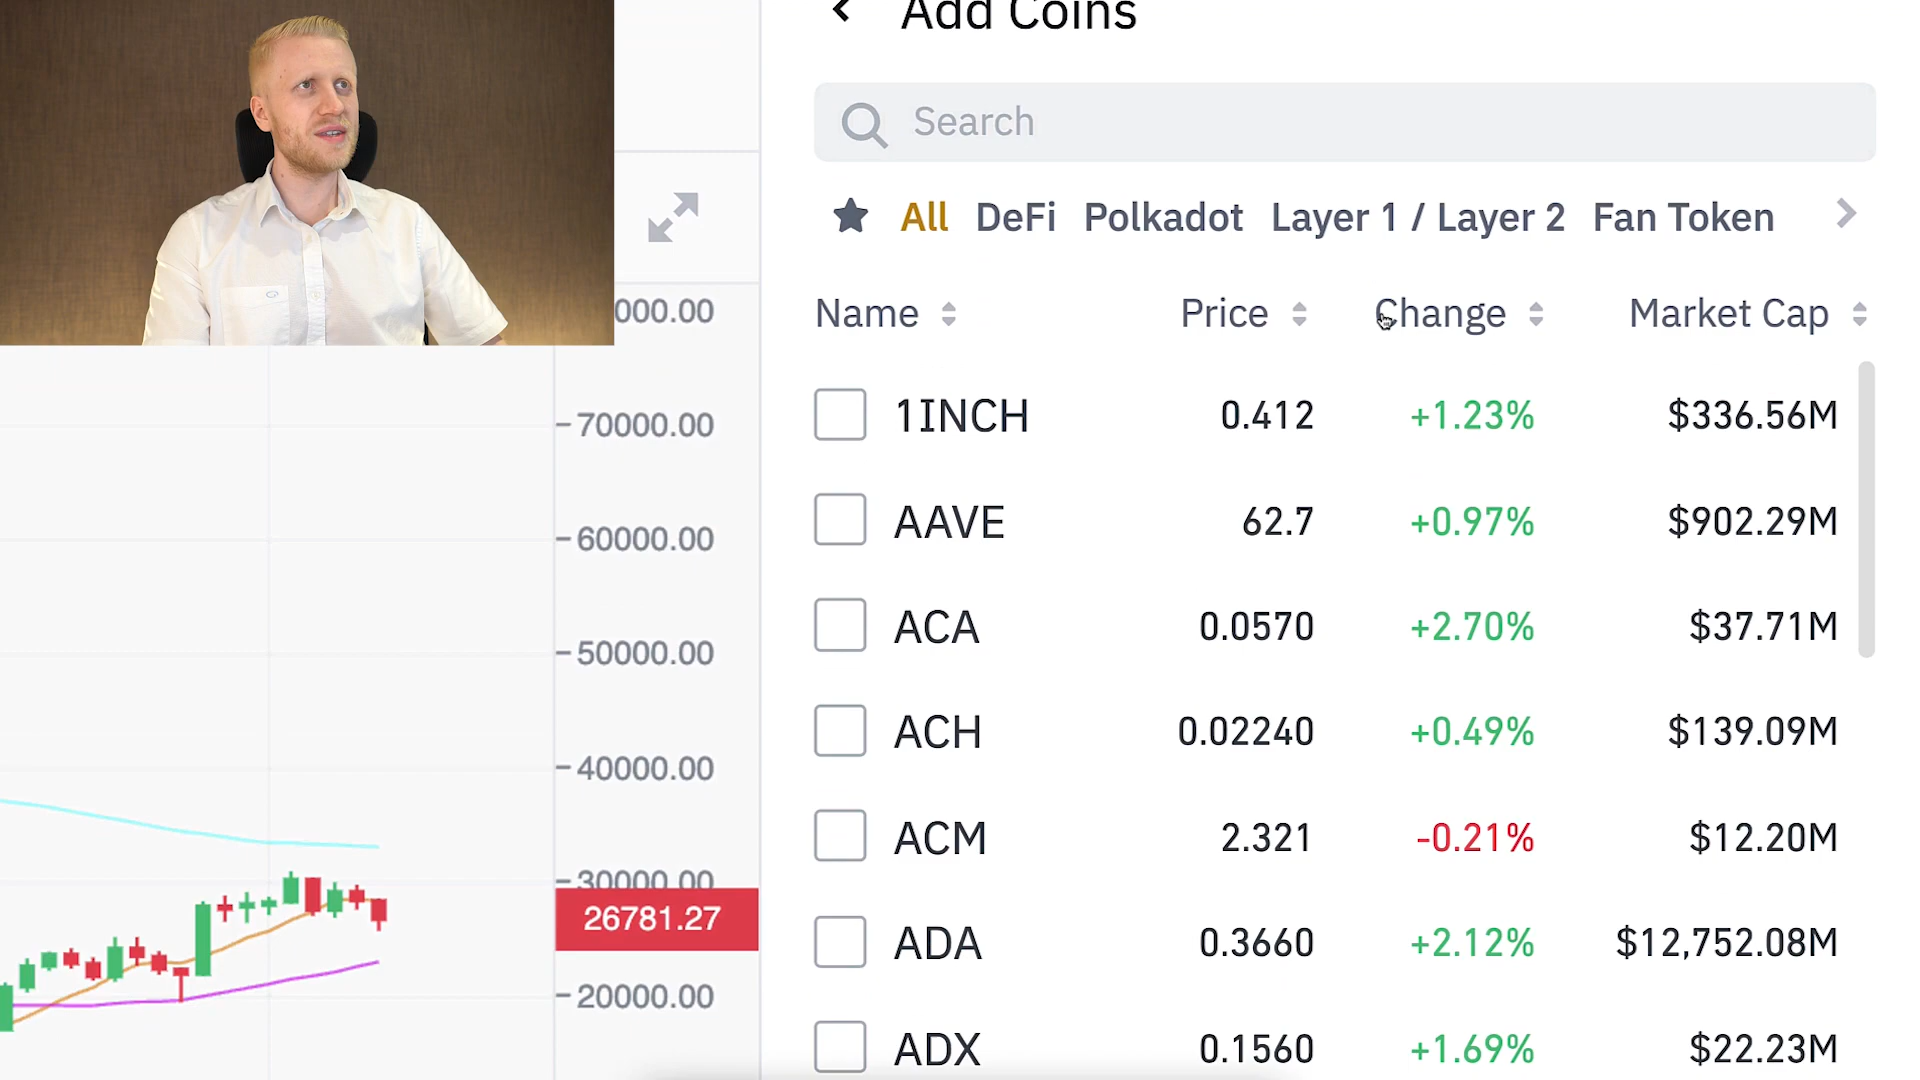 Add Coins
Search
All DeFi Polkadot Layer 1 / Layer 2 Fan Token
Name Price Change Market Cap
1INCH 0.412 +1.23% $336.56M
AAVE 62.7 +0.97% $902.29M
ACA 0.0570 +2.70% $37.71M
ACH 0.02240 +0.49% $139.09M
ACM 2.321 -0.21% $12.20M
ADA 0.3660 +2.12% $12,752.08M
ADX 0.1560 +1.69% $22.23M
000.00
70000.00
60000.00
50000.00
40000.00
30000.00
26781.27
20000.00